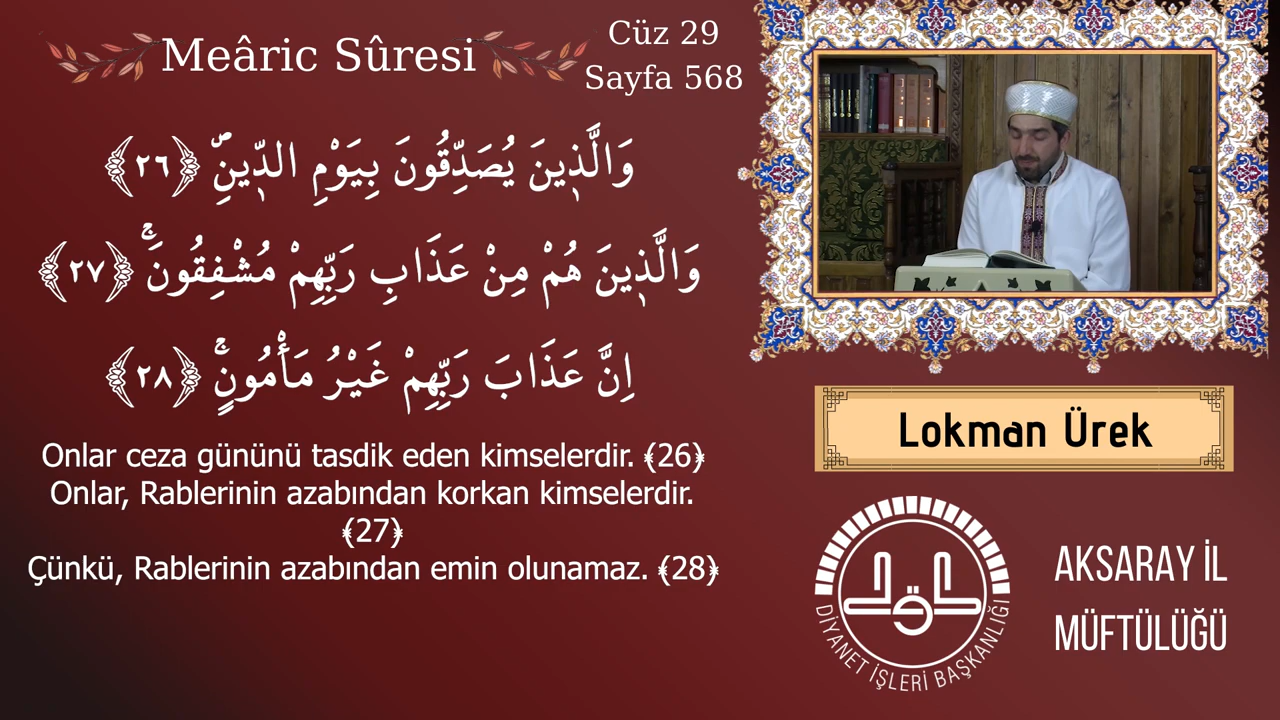 Meâric Sûresi
Cüz 29
Sayfa 568
وَالَّذ۪ينَ يُصَدِّقُونَ بِيَوْمِ الدّ۪ينِۖ ﴿٢٦﴾
وَالَّذ۪ينَ هُمْ مِنْ عَذَابِ رَبِّهِمْ مُشْفِقُونَۚ ﴿٢٧﴾
اِنَّ عَذَابَ رَبِّهِمْ غَيْرُ مَأْمُونٍۚ ﴿٢٨﴾
Onlar ceza gününü tasdik eden kimselerdir. ﴾26﴿
Onlar, Rablerinin azabından korkan kimselerdir.
﴾27﴿
Çünkü, Rablerinin azabından emin olunamaz. ﴾28﴿
Lokman Ürek
DİYANET İŞLERİ BAŞKANLIĞI
AKSARAY İL
MÜFTÜLÜĞÜ